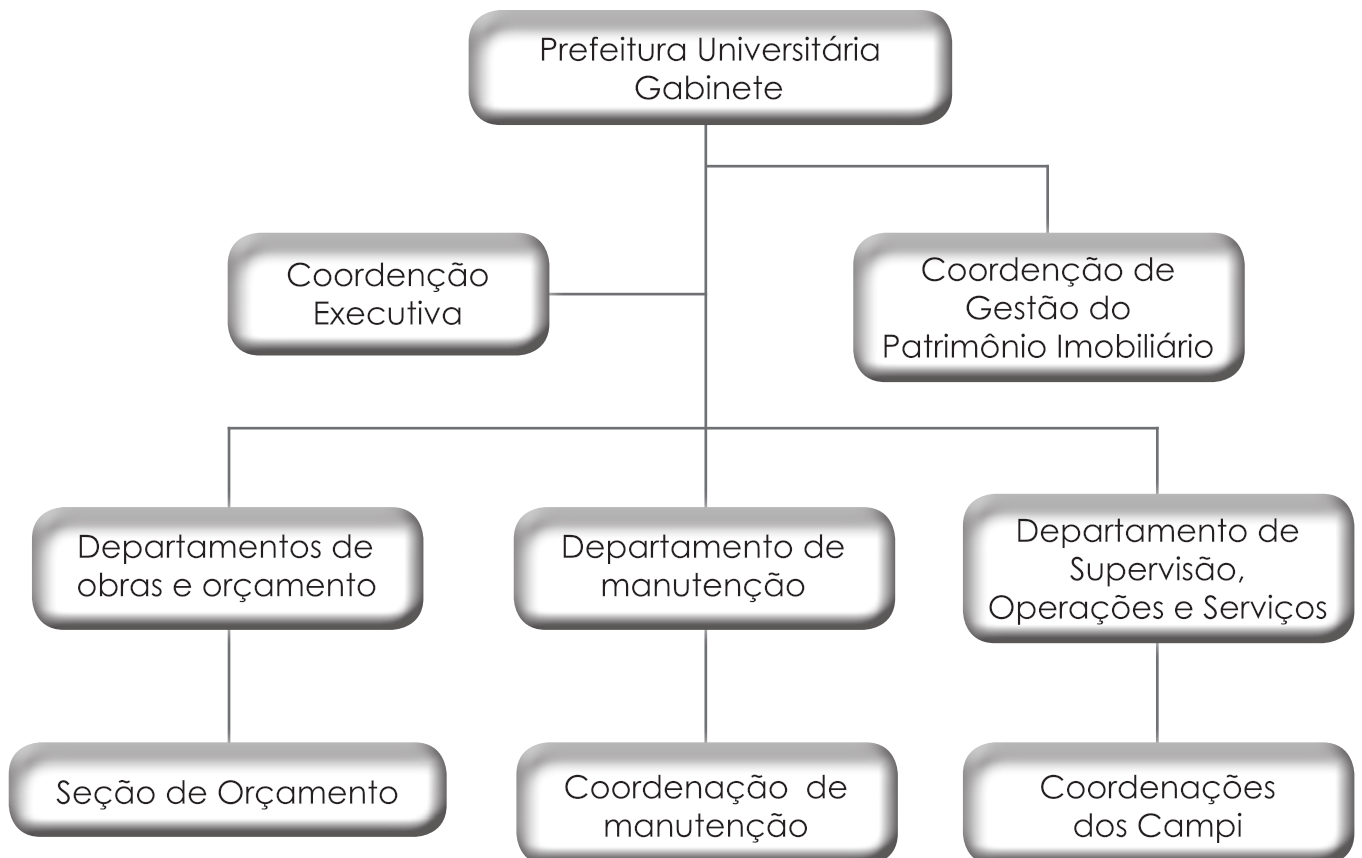 Prefeitura Universitária
Gabinete
Coordenção
Executiva
Coordenção de
Gestão do
Patrimônio Imobiliário
Departamentos de
obras e orçamento
Departamento de
manutenção
Departamento de
Supervisão,
Operações e Serviços
Seção de Orçamento
Coordenação de
manutenção
Coordenações
dos Campi